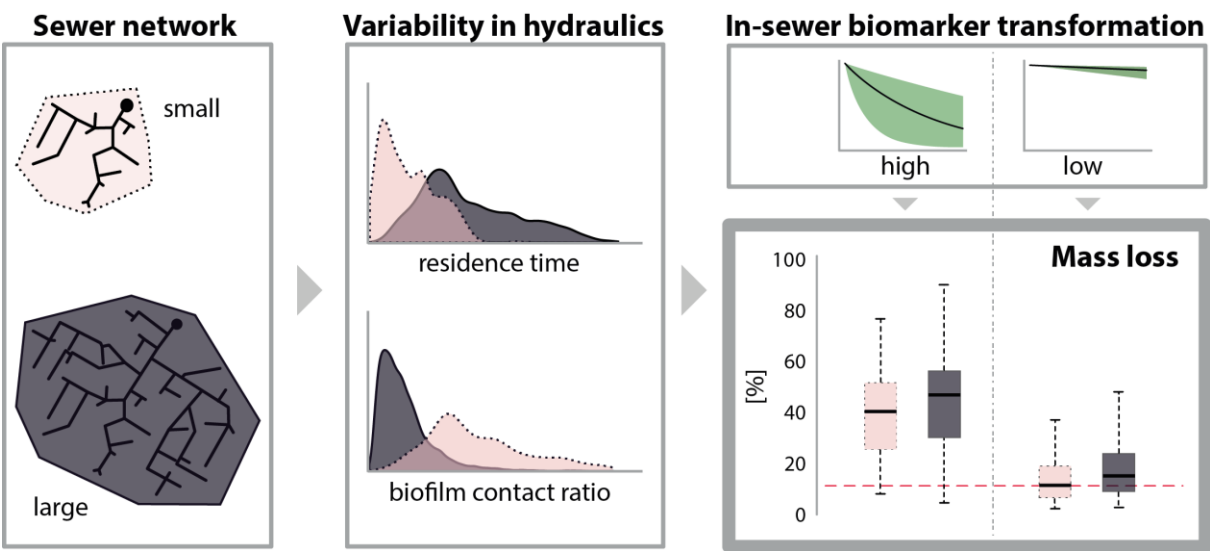 Sewer network
small
large
Variability in hydraulics
residence time
biofilm contact ratio
In-sewer biomarker transformation
high
low
Mass loss
[%]
100
80
60
40
20
0